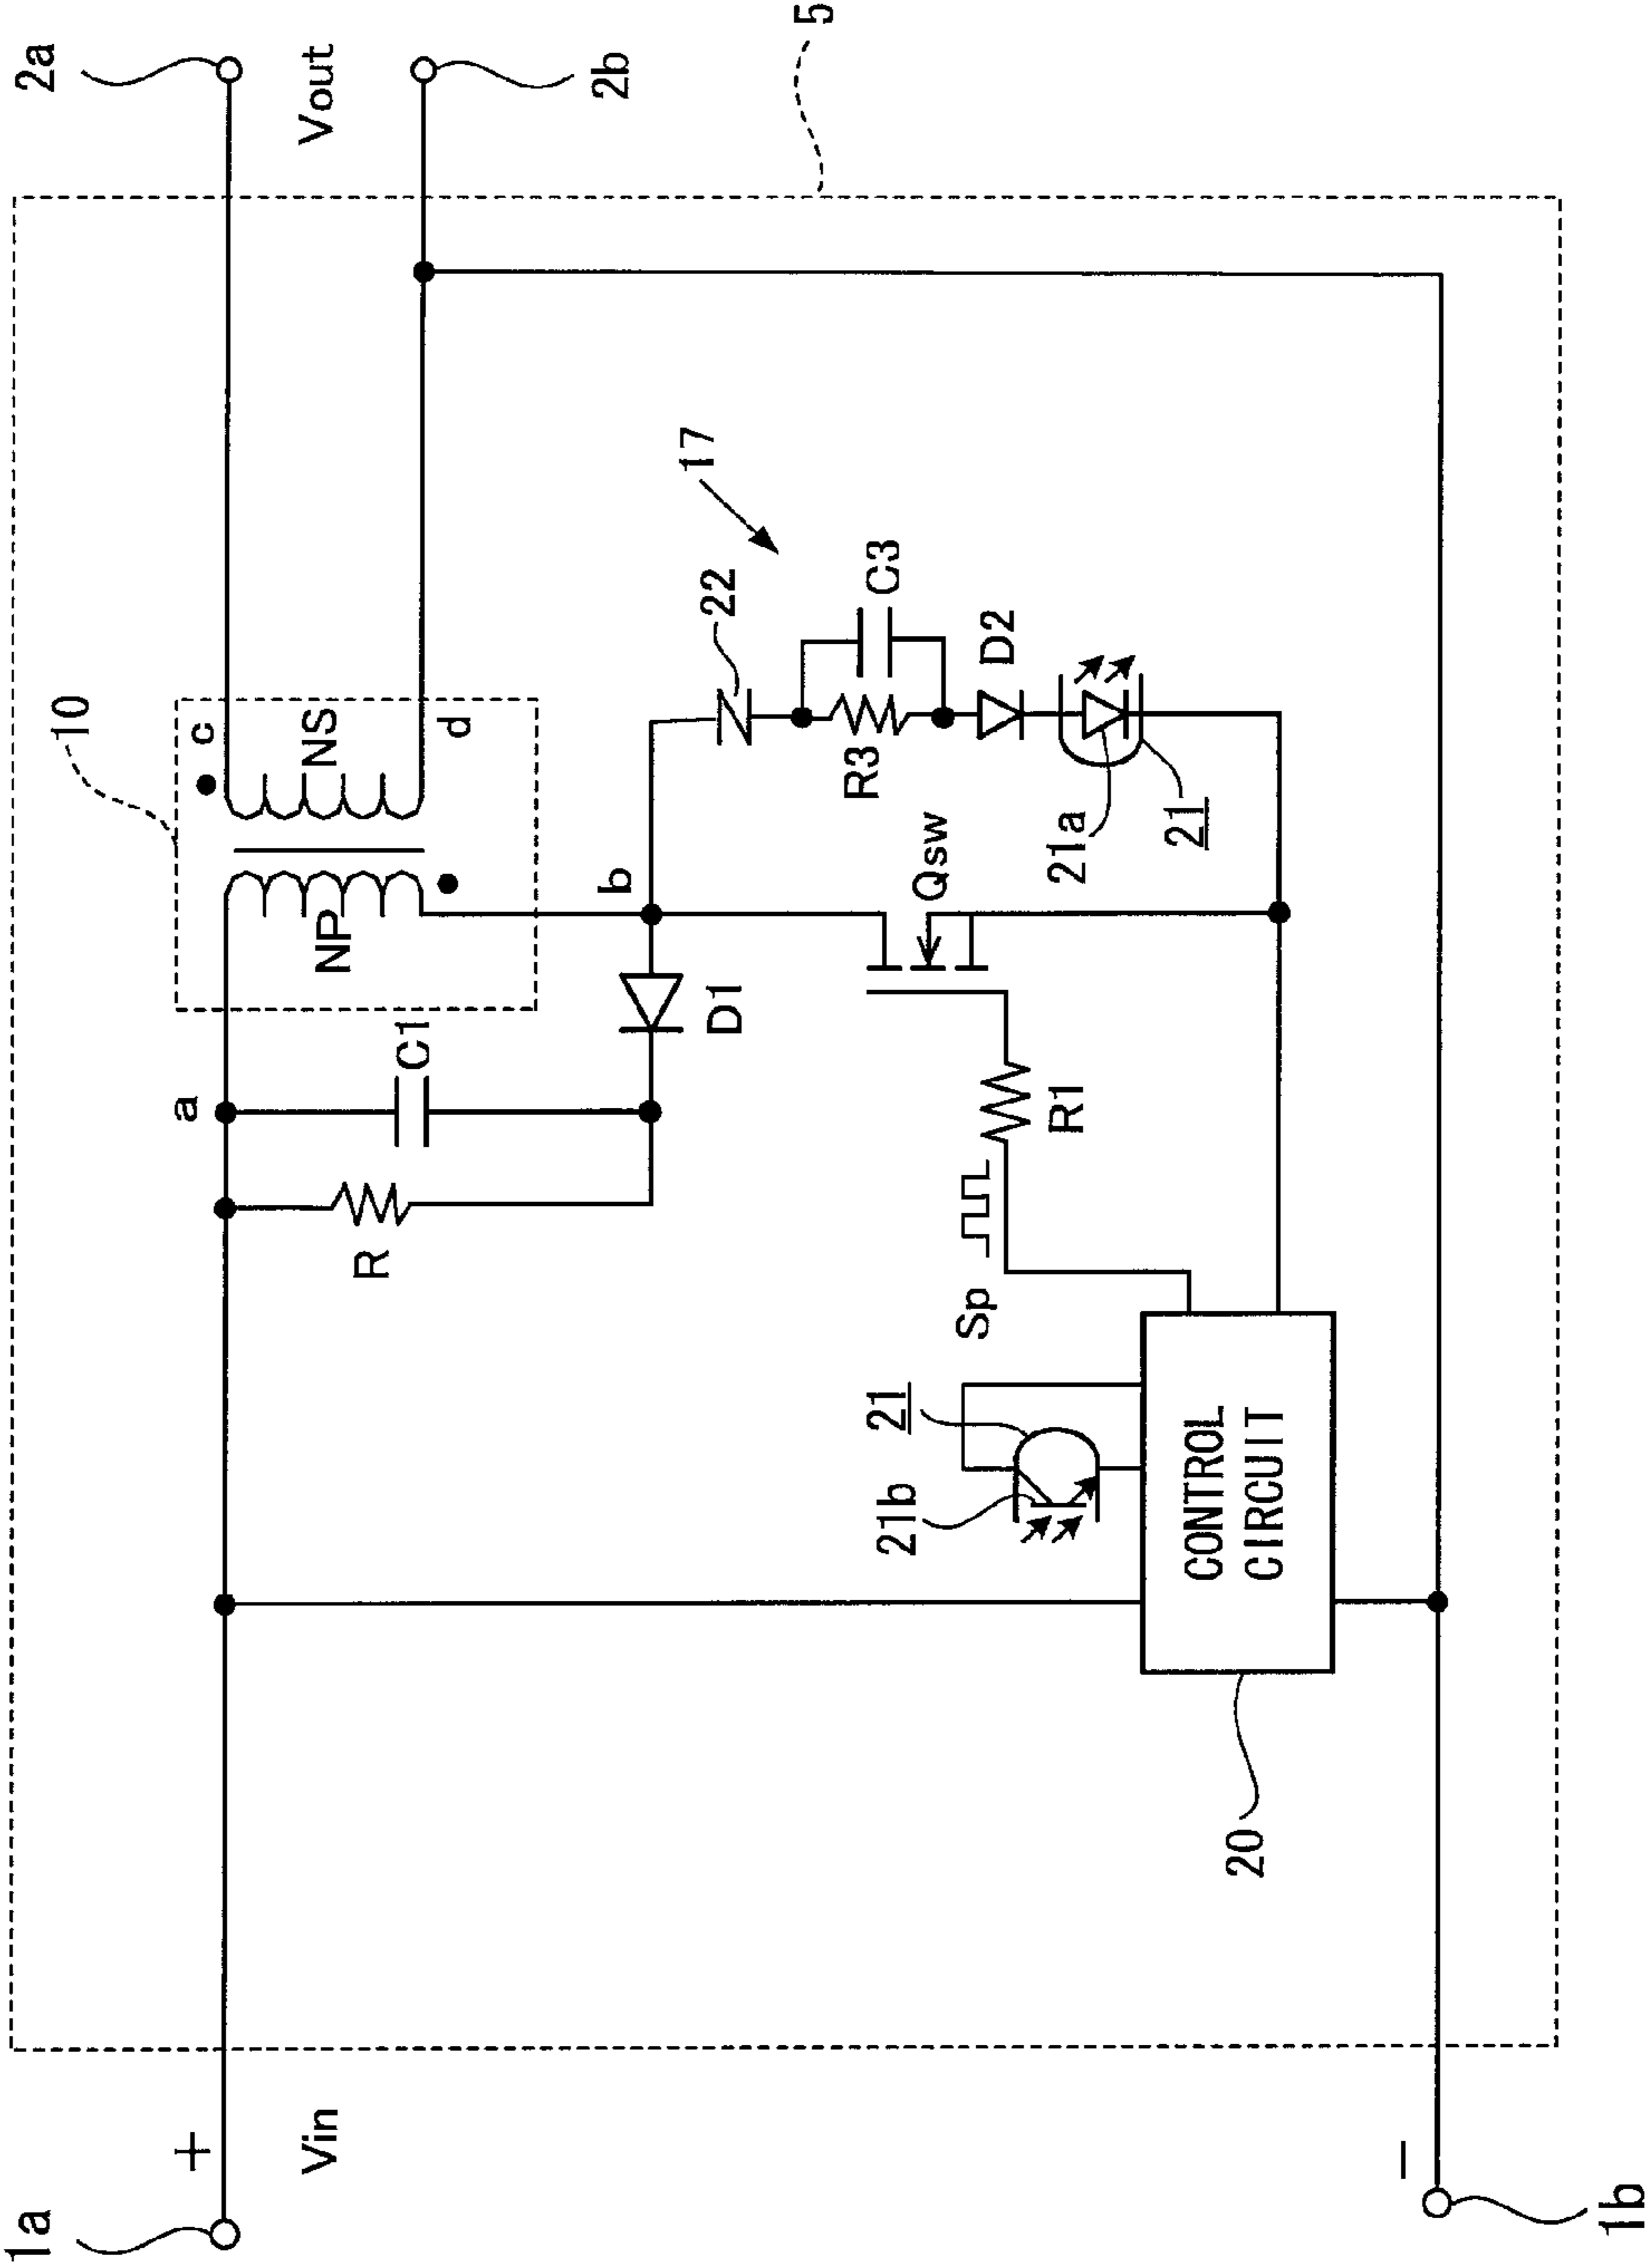 1a
+
Vin
−
1b
5
10
a
b
c
d
NP
NS
2a
Vout
2b
R
C1
D1
17
22
C3
R3
D2
21a
21
Qsw
R1
Sp
21
21b
CONTROL
CIRCUIT
20